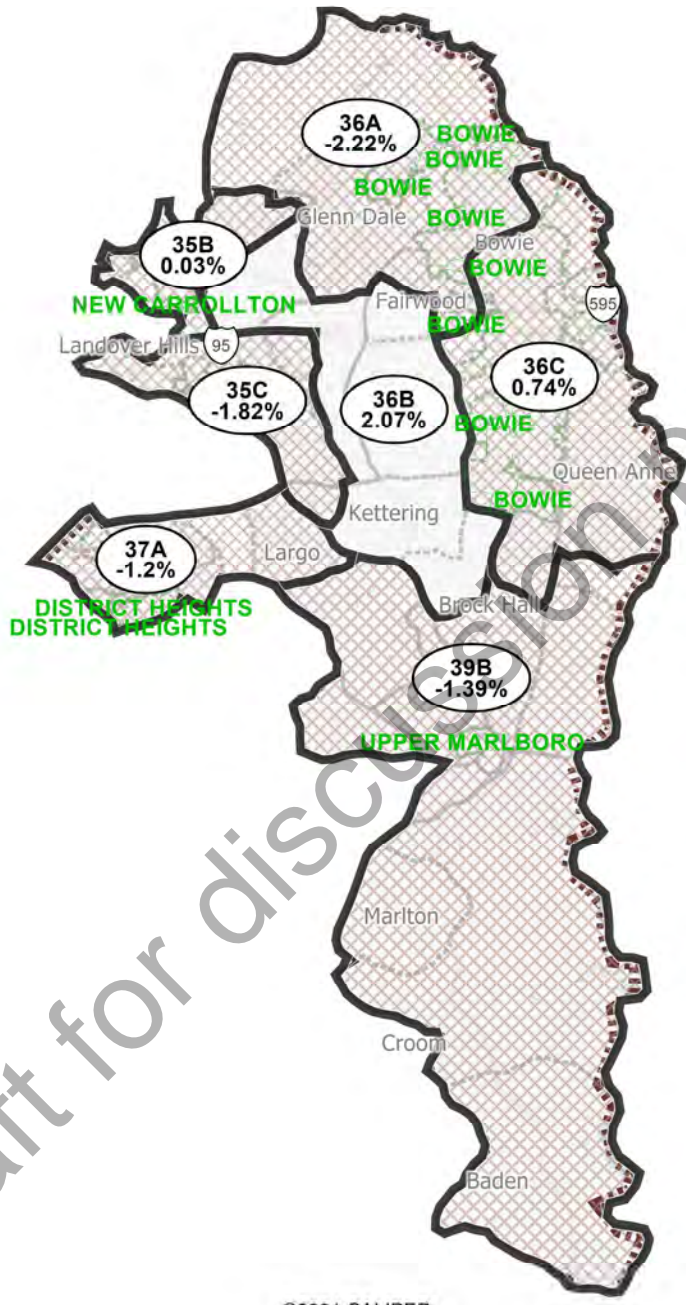 36A
-2.22%
BOWIE
BOWIE
BOWIE
Glenn Dale
BOWIE
35B
0.03%
Bowie
BOWIE
NEW CARROLLTON
Fairwood
595
BOWIE
Landover Hills
95
35C
-1.82%
36B
2.07%
36C
0.74%
BOWIE
Queen Anne
BOWIE
Kettering
37A
-1.2%
Largo
DISTRICT HEIGHTS
DISTRICT HEIGHTS
Brock Hall
39B
-1.39%
UPPER MARLBORO
Marlton
Croom
Baden
ft for discussion